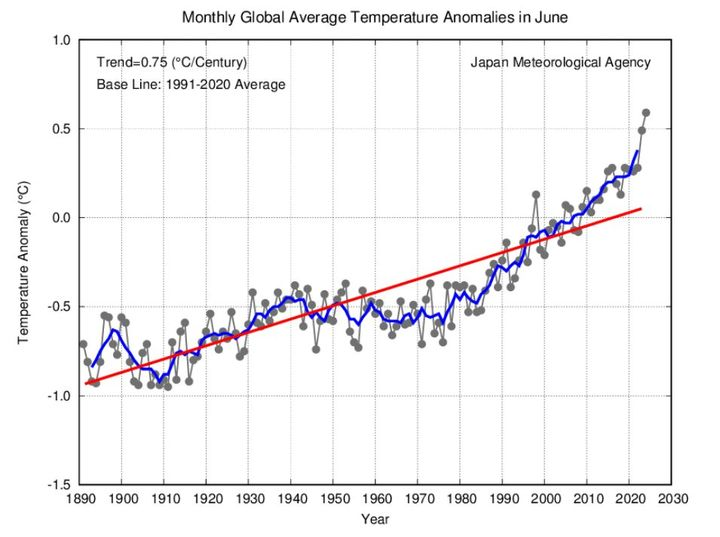 Monthly Global Average Temperature Anomalies in June
Trend=0.75 (°C/Century)
Japan Meteorological Agency
Base Line: 1991-2020 Average
Temperature Anomaly (°C)
1.0
0.5
0.0
-0.5
-1.0
-1.5
1890 1900 1910 1920 1930 1940 1950 1960 1970 1980 1990 2000 2010 2020 2030
Year